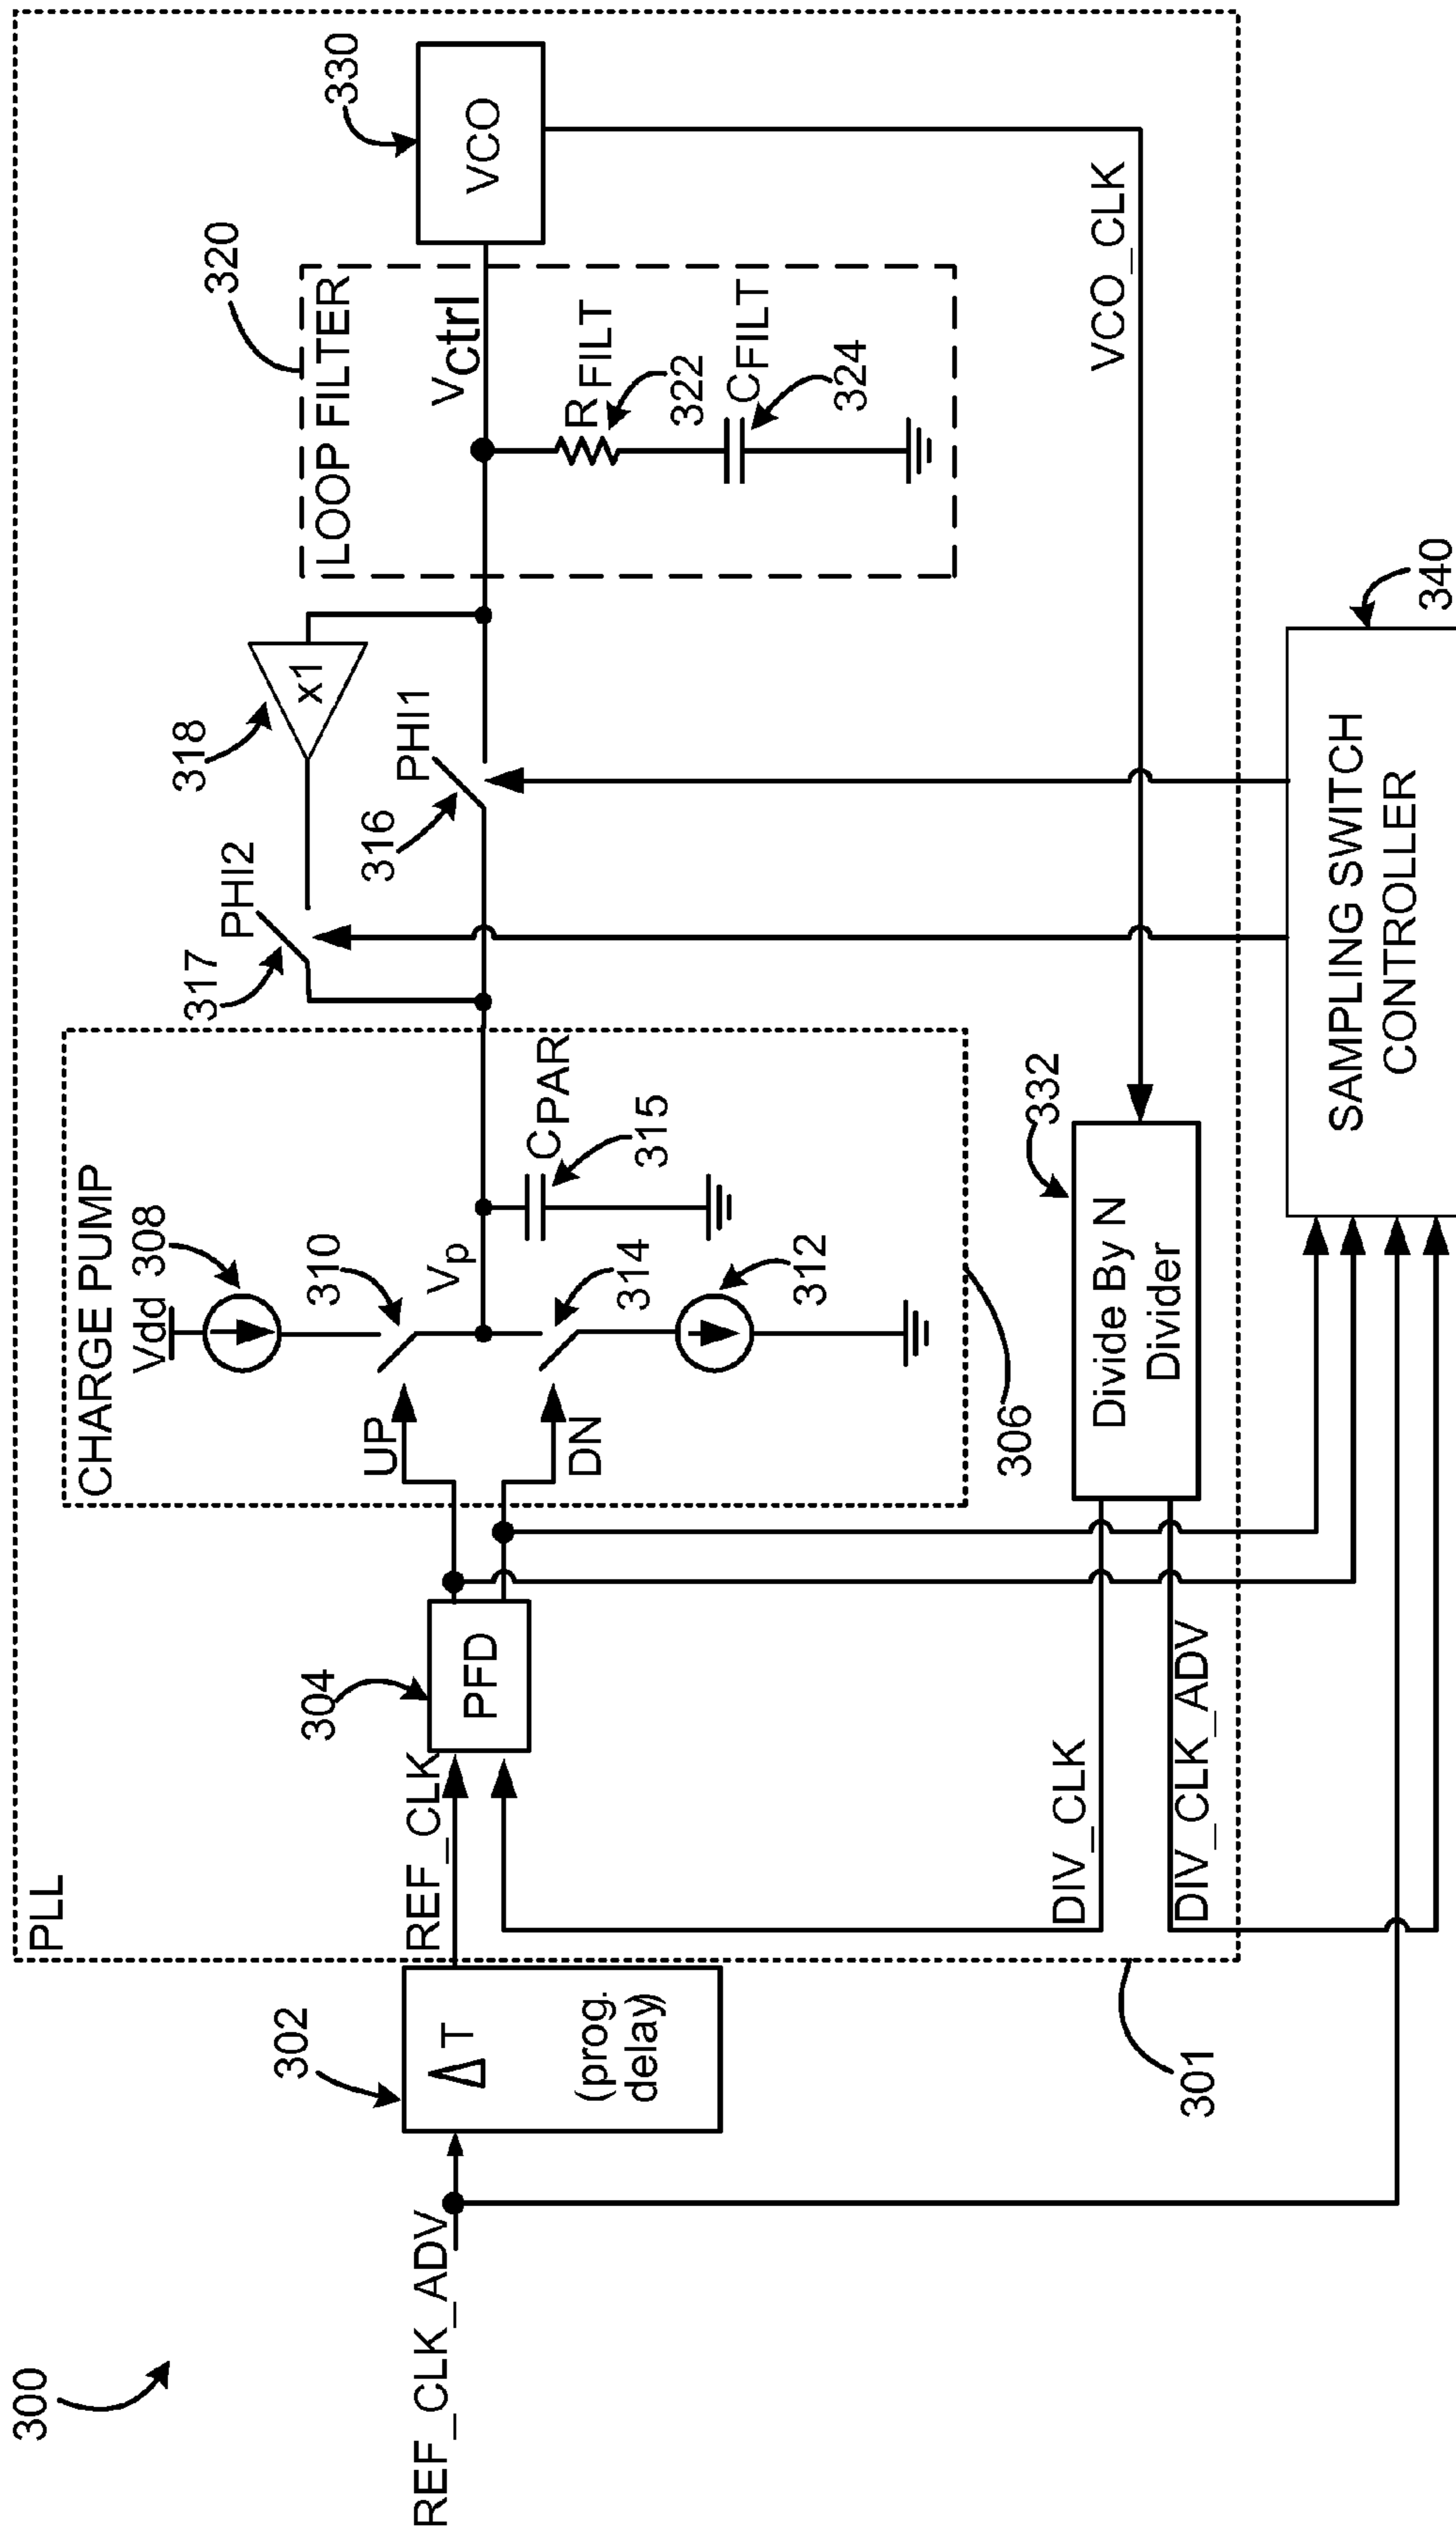 300
PLL
CHARGE PUMP
Vdd
308
310
UP
Vp
314
DN
312
CPAR
315
306
317
PHI2
318
x1
316
PHI1
320
LOOP FILTER
Vctrl
RFILT
322
CFILT
324
330
VCO
VCO_CLK
304
PFD
REF_CLK
302
ΔT
(prog.
delay)
REF_CLK_ADV
DIV_CLK
DIV_CLK_ADV
332
Divide By N
Divider
301
340
SAMPLING SWITCH
CONTROLLER